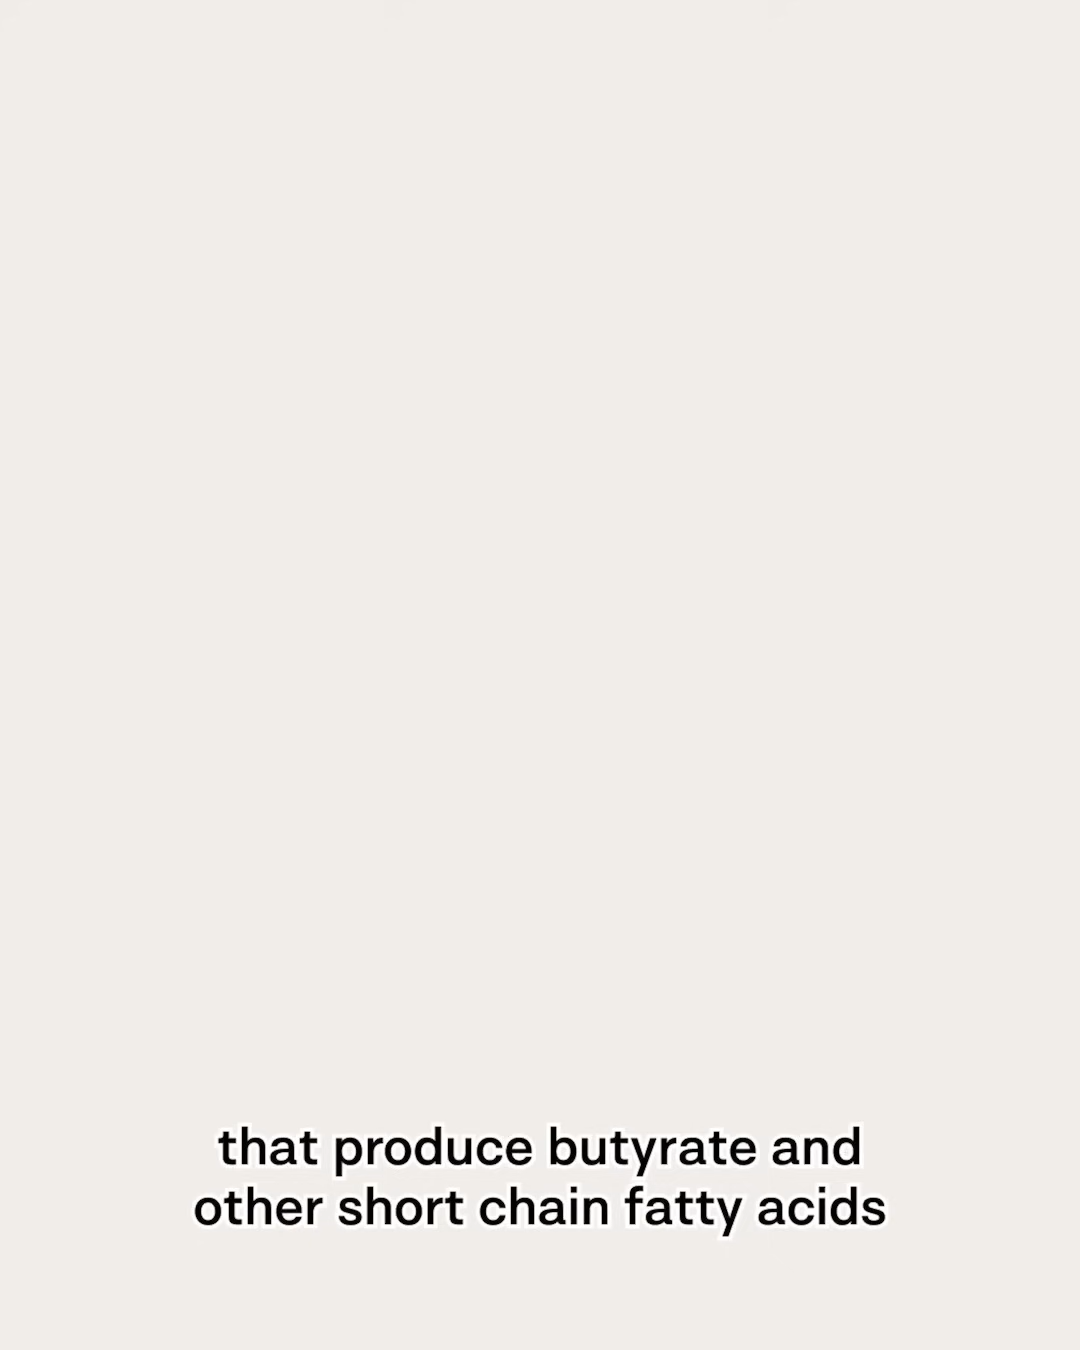 that produce butyrate and
other short chain fatty acids